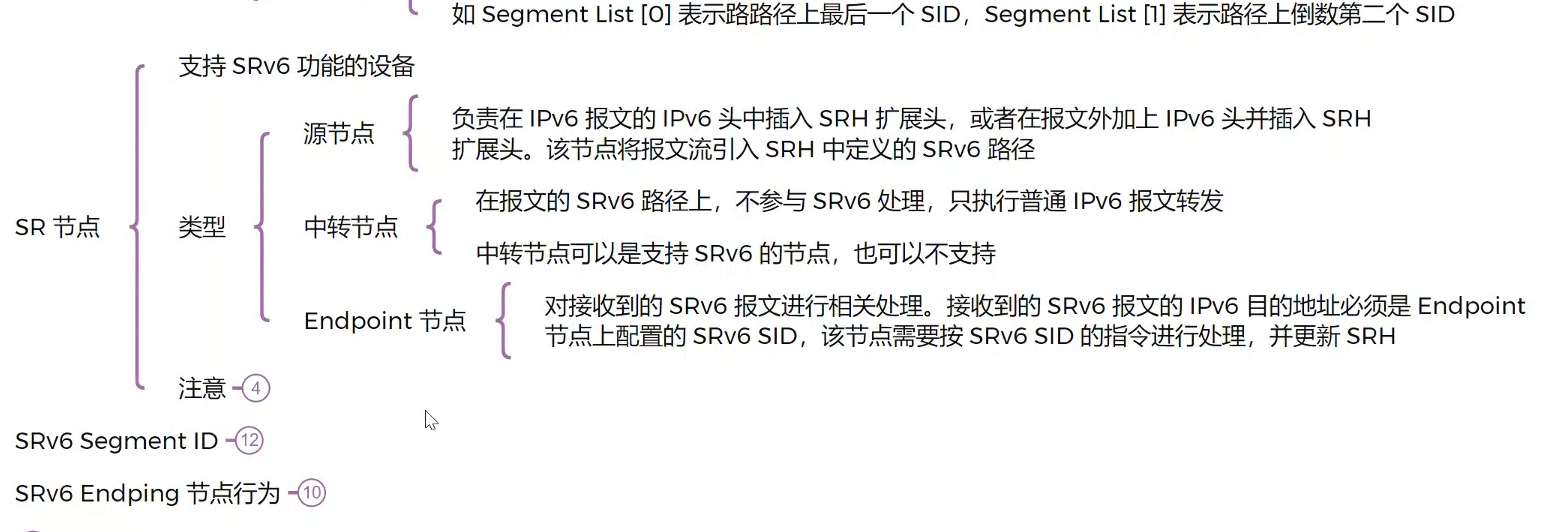 如 Segment List [0] 表示路路径上最后一个 SID，Segment List [1] 表示路径上倒数第二个 SID
支持 SRv6 功能的设备
源节点
负责在 IPv6 报文的 IPv6 头中插入 SRH 扩展头，或者在报文外加上 IPv6 头并插入 SRH
扩展头。该节点将报文流引入 SRH 中定义的 SRv6 路径
SR 节点
类型
中转节点
在报文的 SRv6 路径上，不参与 SRv6 处理，只执行普通 IPv6 报文转发
中转节点可以是支持 SRv6 的节点，也可以不支持
Endpoint 节点
对接收到的 SRv6 报文进行相关处理。接收到的 SRv6 报文的 IPv6 目的地址必须是 Endpoint
节点上配置的 SRv6 SID，该节点需要按 SRv6 SID 的指令进行处理，并更新 SRH
注意 4
SRv6 Segment ID 12
SRv6 Endping 节点行为 10